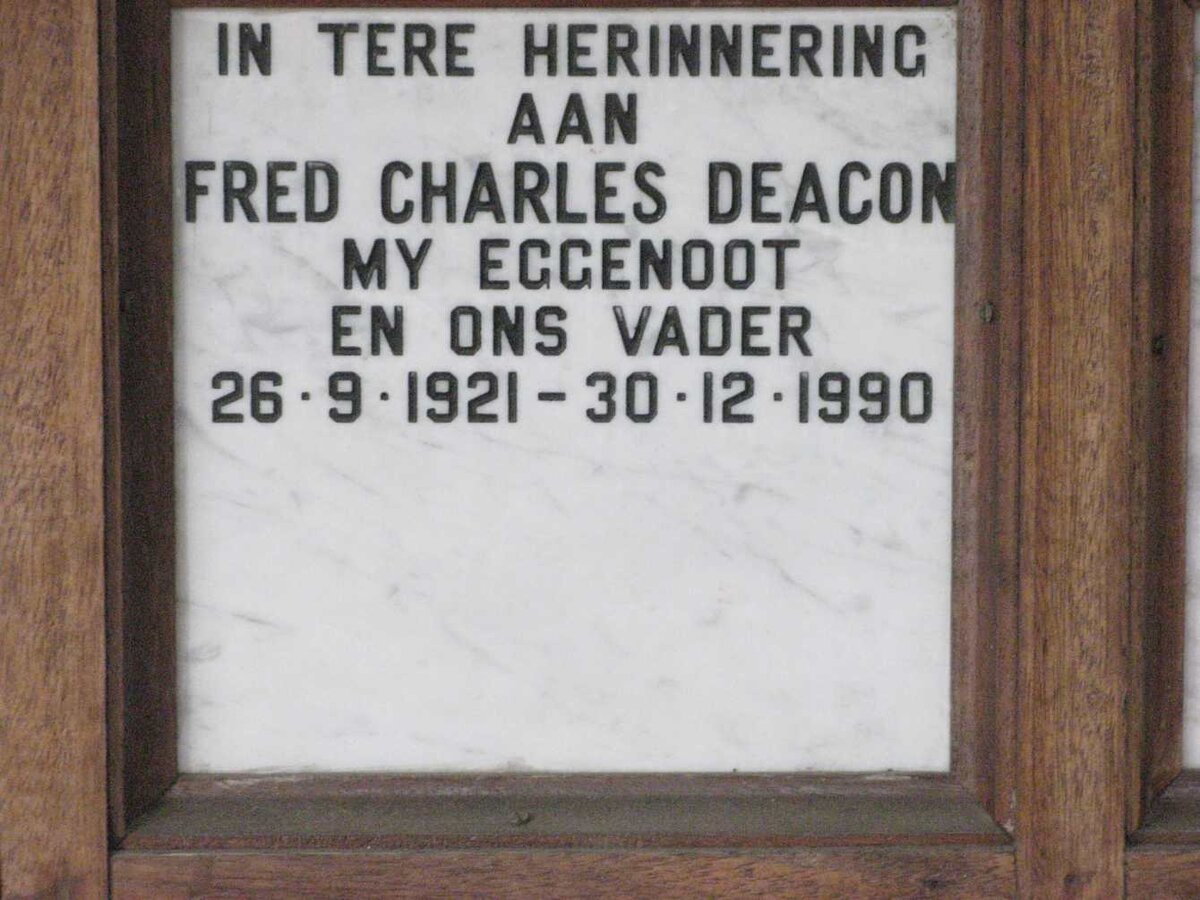 IN TERE HERINNERING
AAN
FRED CHARLES DEACON
MY EGGENOOT
EN ONS VADER
26·9·1921 – 30·12·1990